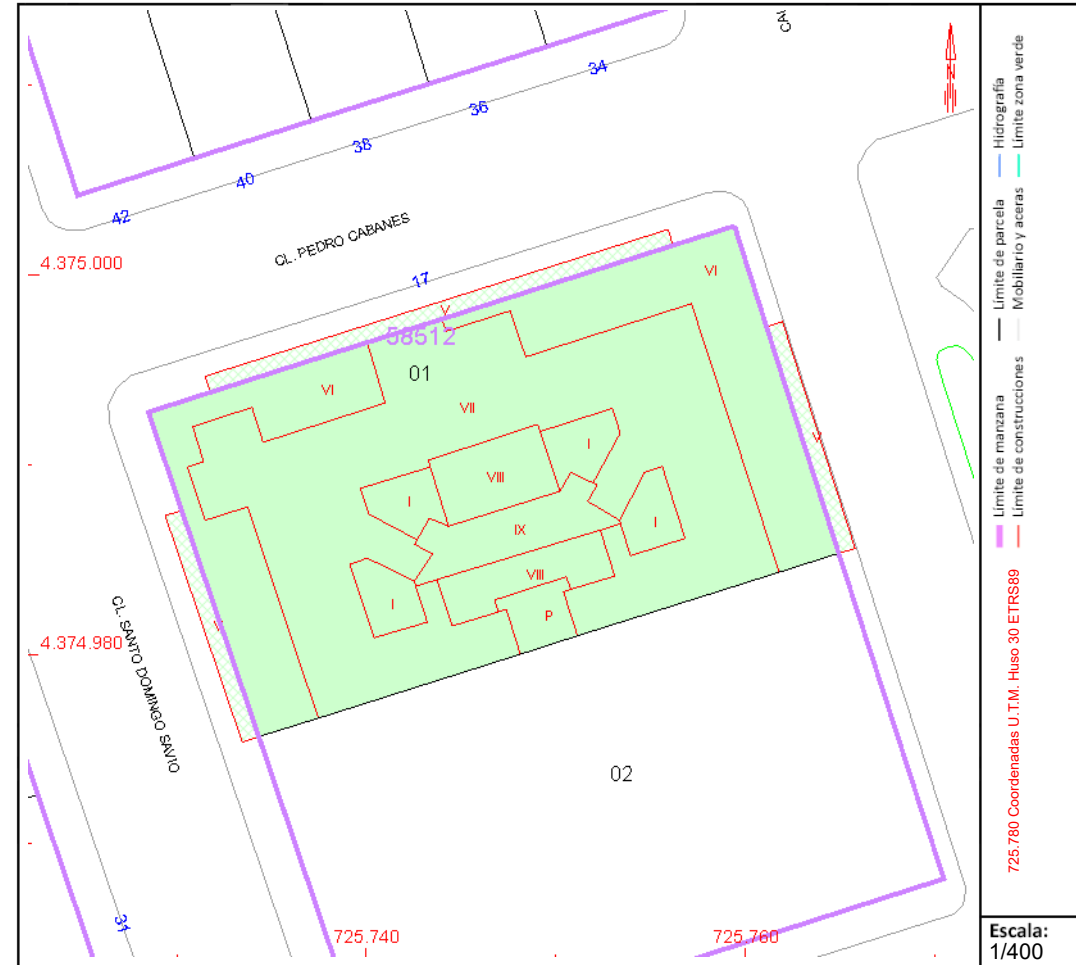 CAÍ
N
34
36
38
40
42
CL. PEDRO CABANES
4.375.000
17
VI
V
58512
01
VI
VII
I
VIII
V
I
IX
I
VIII
I
P
V
4.374.980
CL. SANTO DOMINGO SAVIO
02
31
725.740
725.760
Límite de manzana
Límite de parcela
Hidrografía
Límite de construcciones
Mobiliario y aceras
Límite zona verde
725.780 Coordenadas U.T.M. Huso 30 ETRS89
Escala:
1/400